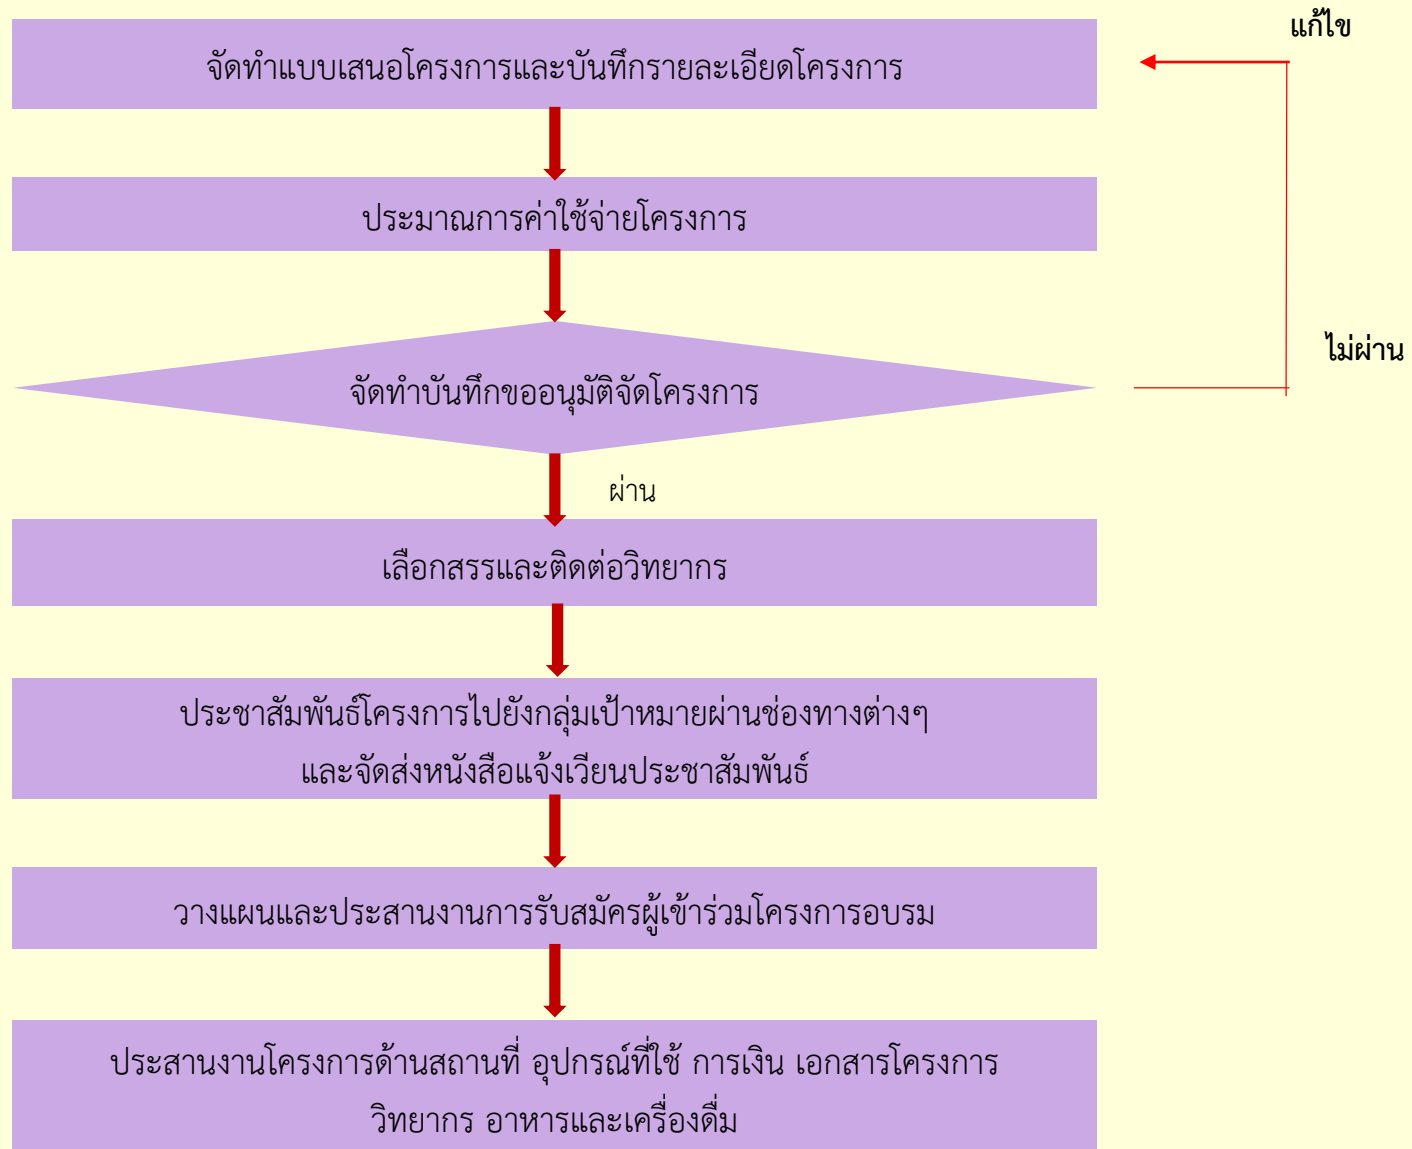 แก้ไข
จัดทำแบบเสนอโครงการและบันทึกรายละเอียดโครงการ
ประมาณการค่าใช้จ่ายโครงการ
ไม่ผ่าน
จัดทำบันทึกขออนุมัติจัดโครงการ
ผ่าน
เลือกสรรและติดต่อวิทยากร
ประชาสัมพันธ์โครงการไปยังกลุ่มเป้าหมายผ่านช่องทางต่างๆ
และจัดส่งหนังสือแจ้งเวียนประชาสัมพันธ์
วางแผนและประสานงานการรับสมัครผู้เข้าร่วมโครงการอบรม
ประสานงานโครงการด้านสถานที่ อุปกรณ์ที่ใช้ การเงิน เอกสารโครงการ
วิทยากร อาหารและเครื่องดื่ม